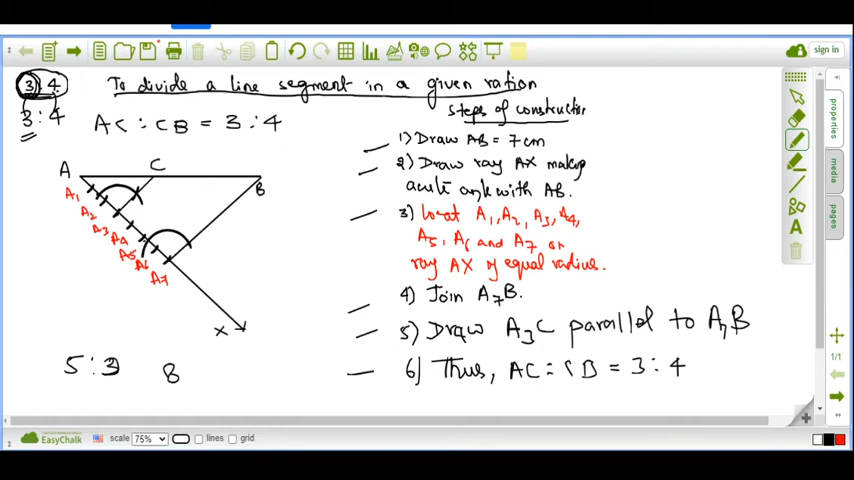 sign in
3 : 4
To divide a line segment in a given ration
3 : 4
AC : CB = 3 : 4
Steps of construction
1) Draw AB = 7 cm
2) Draw ray AX making
acute angle with AB.
3) Locat A1, A2, A3, A4,
A5, A6 and A7 on
ray AX of equal radius.
4) Join A7B.
5) Draw A3C parallel to A7B
6) Thus, AC : CB = 3 : 4
A
C
B
A1
A2
A3
A4
A5
A6
A7
X
5 : 3
8
properties
media
pages
1/1
EasyChalk
scale
75%
lines
grid